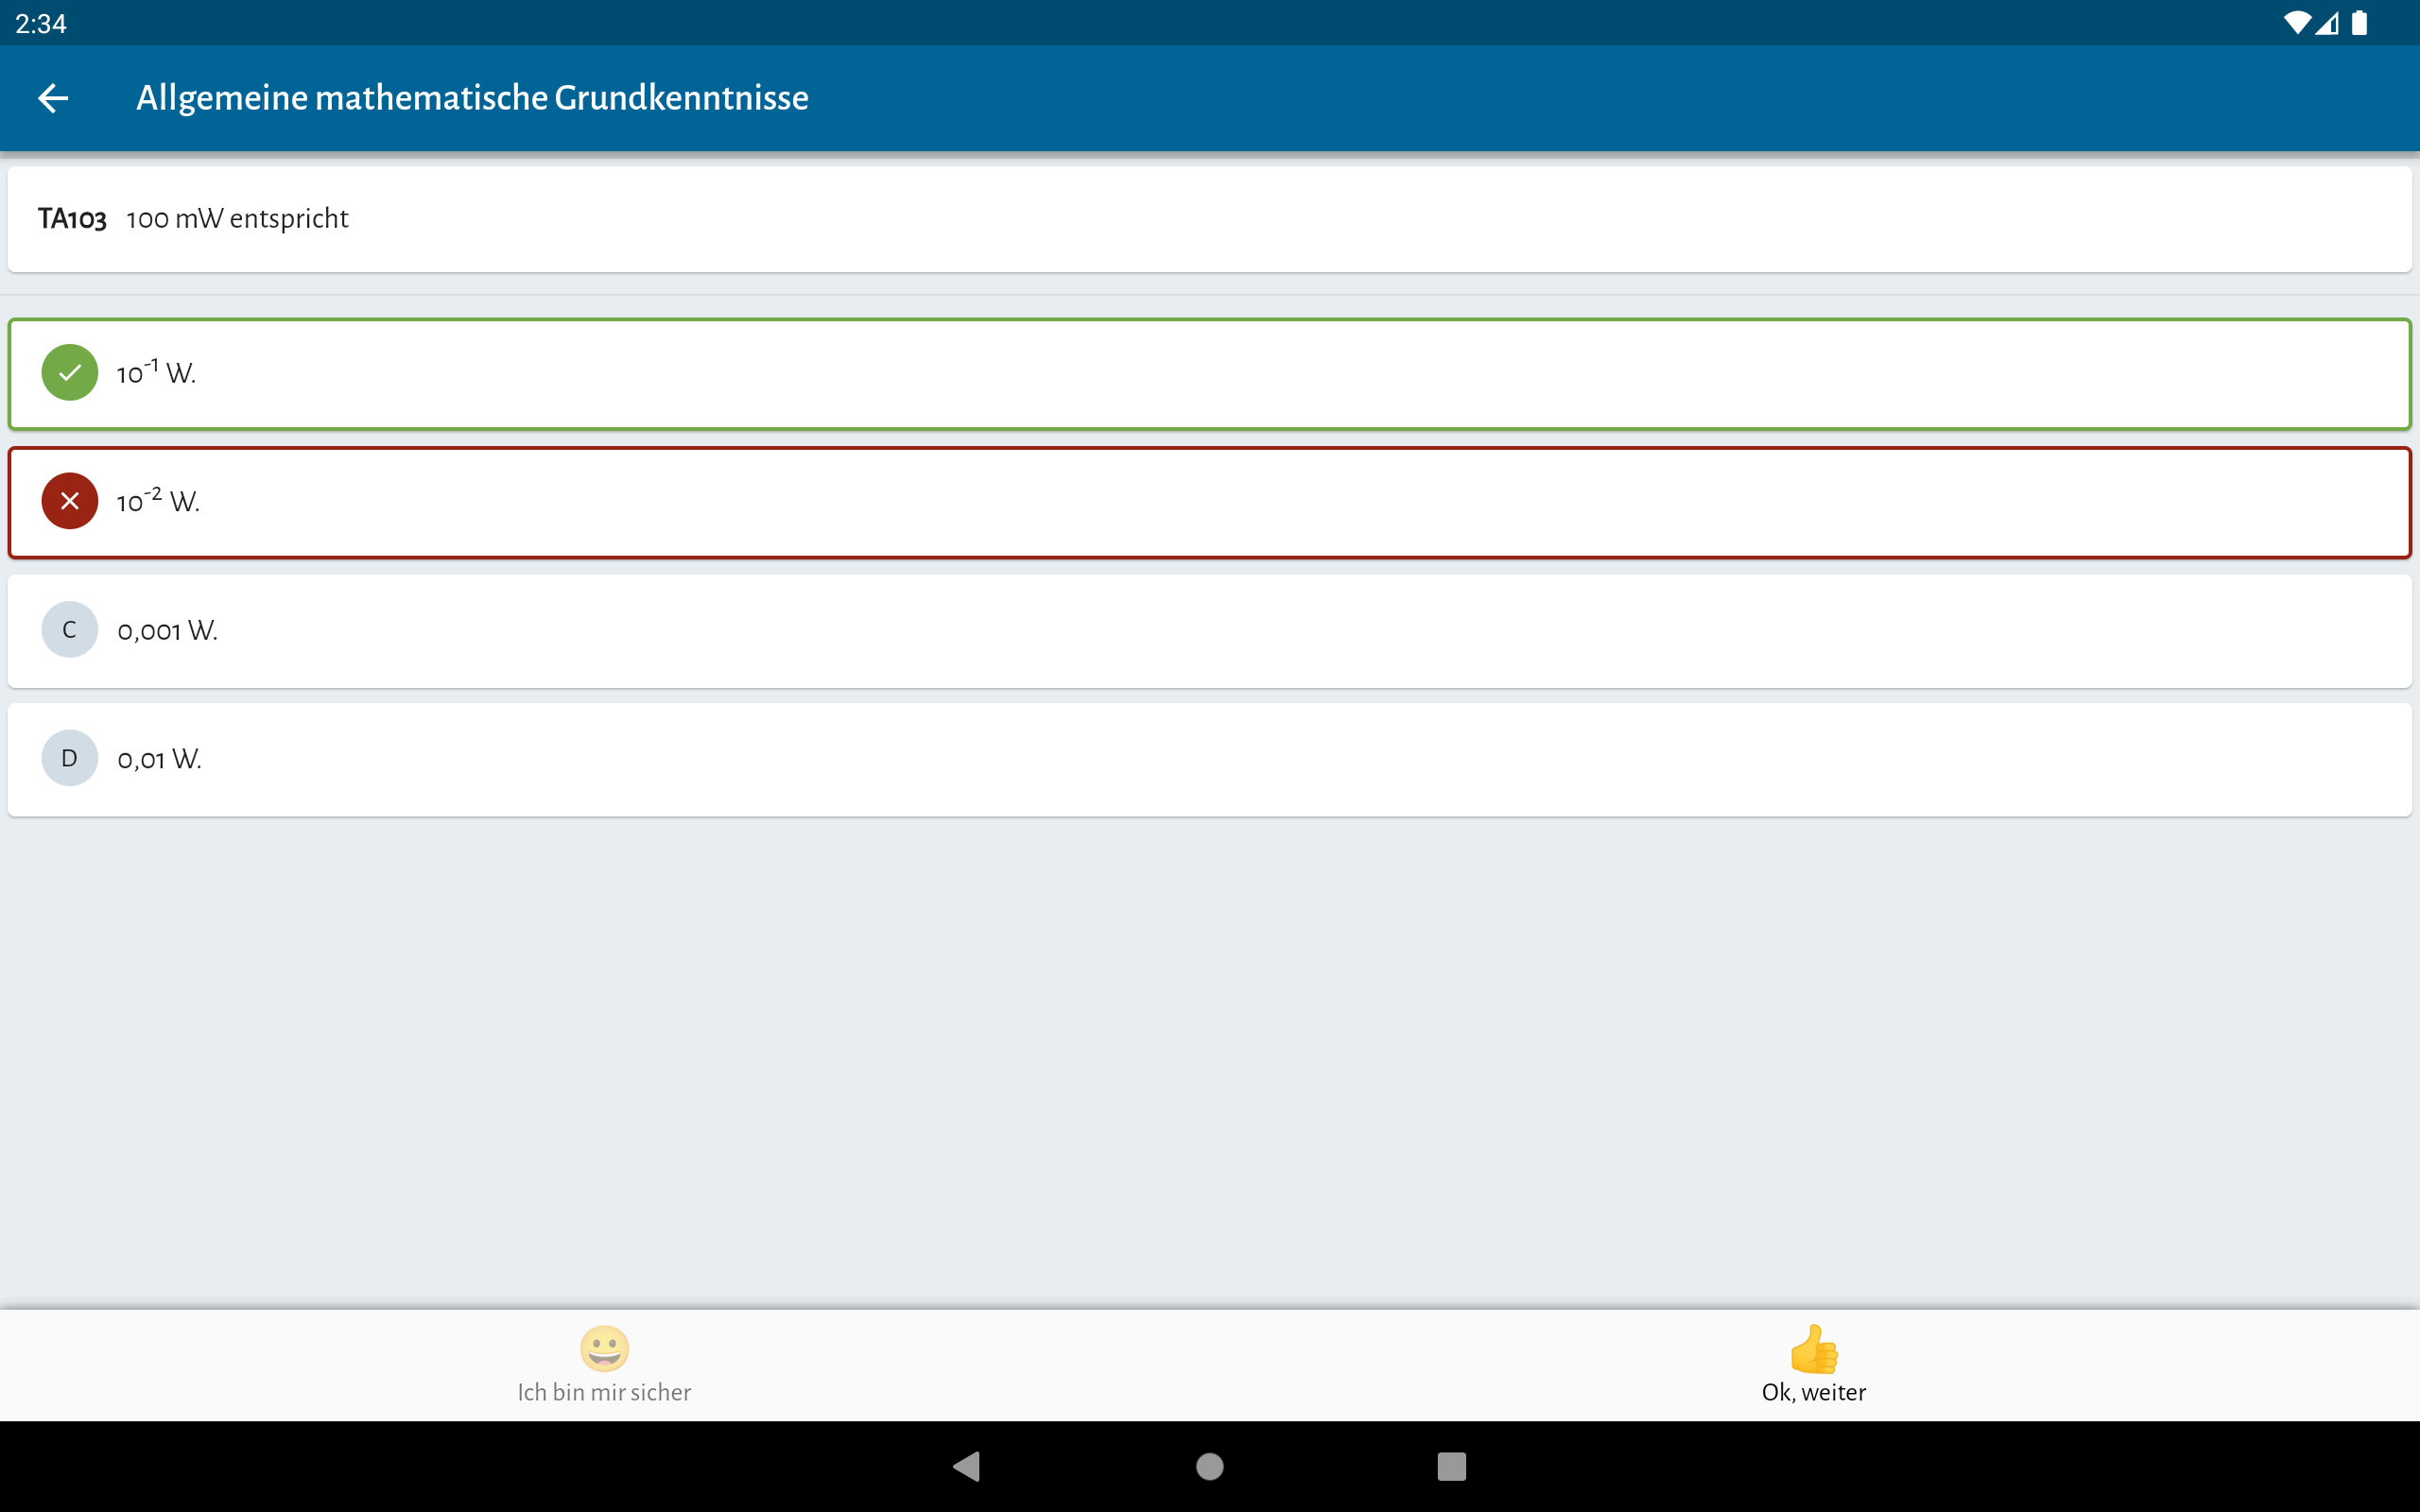 2:34
Allgemeine mathematische Grundkenntnisse
TA103 100 mW entspricht
10⁻¹ W.
10⁻² W.
C 0,001 W.
D 0,01 W.
Ich bin mir sicher
Ok, weiter